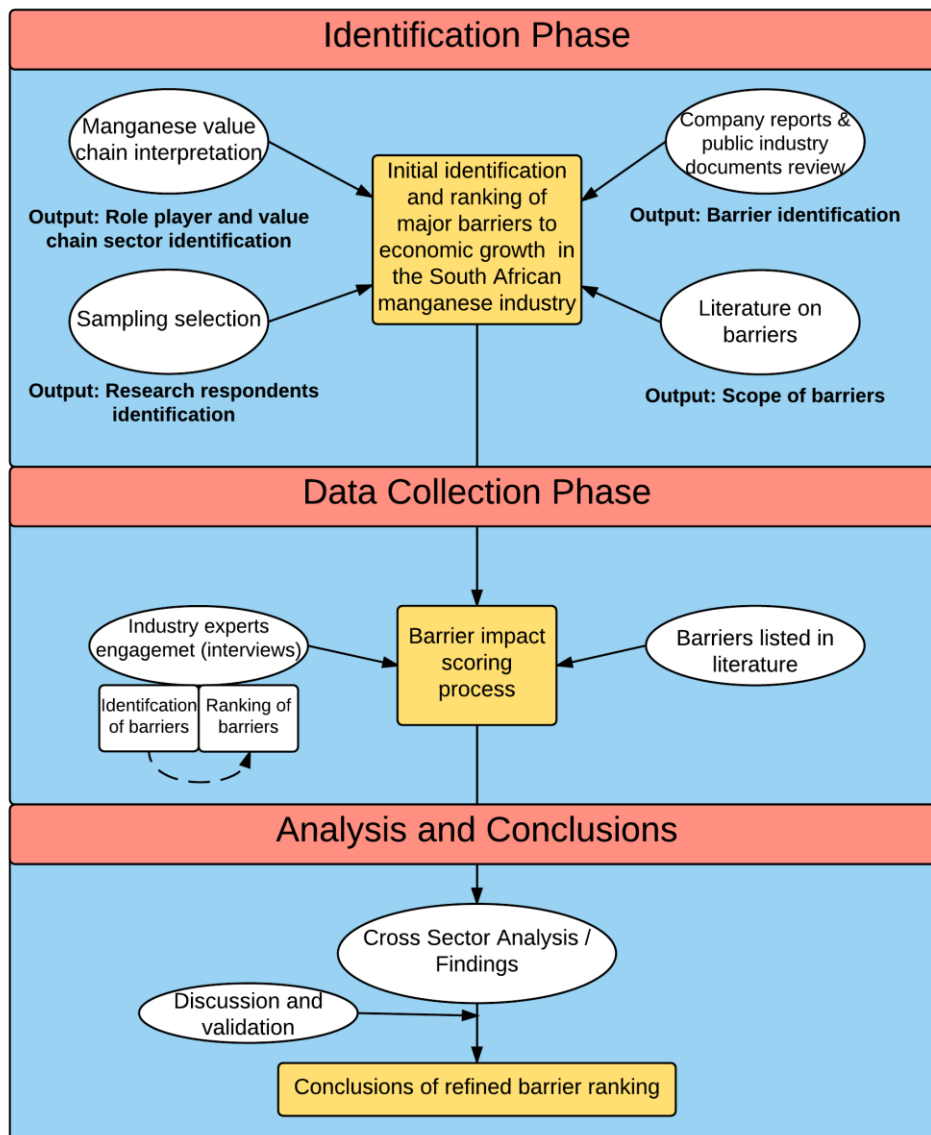 Identification Phase
Manganese value
chain interpretation
Output: Role player and value
chain sector identification
Sampling selection
Output: Research respondents
identification
Initial identification
and ranking of
major barriers to
economic growth in
the South African
manganese industry
Company reports &
public industry
documents review
Output: Barrier identification
Literature on
barriers
Output: Scope of barriers
Data Collection Phase
Industry experts
engagemet (interviews)
Identifcation
of barriers
Ranking of
barriers
Barrier impact
scoring
process
Barriers listed in
literature
Analysis and Conclusions
Cross Sector Analysis /
Findings
Discussion and
validation
Conclusions of refined barrier ranking